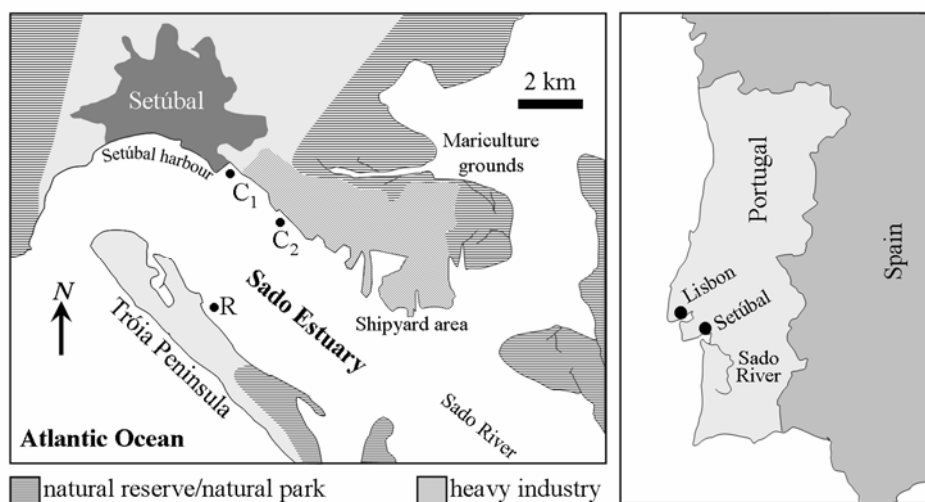 Setúbal
2 km
Mariculture
grounds
Setúbal harbour
C1
C2
N
R
Sado Estuary
Shipyard area
Tróia Peninsula
Sado River
Atlantic Ocean
natural reserve/natural park
heavy industry
Portugal
Spain
Lisbon
Setúbal
Sado
River